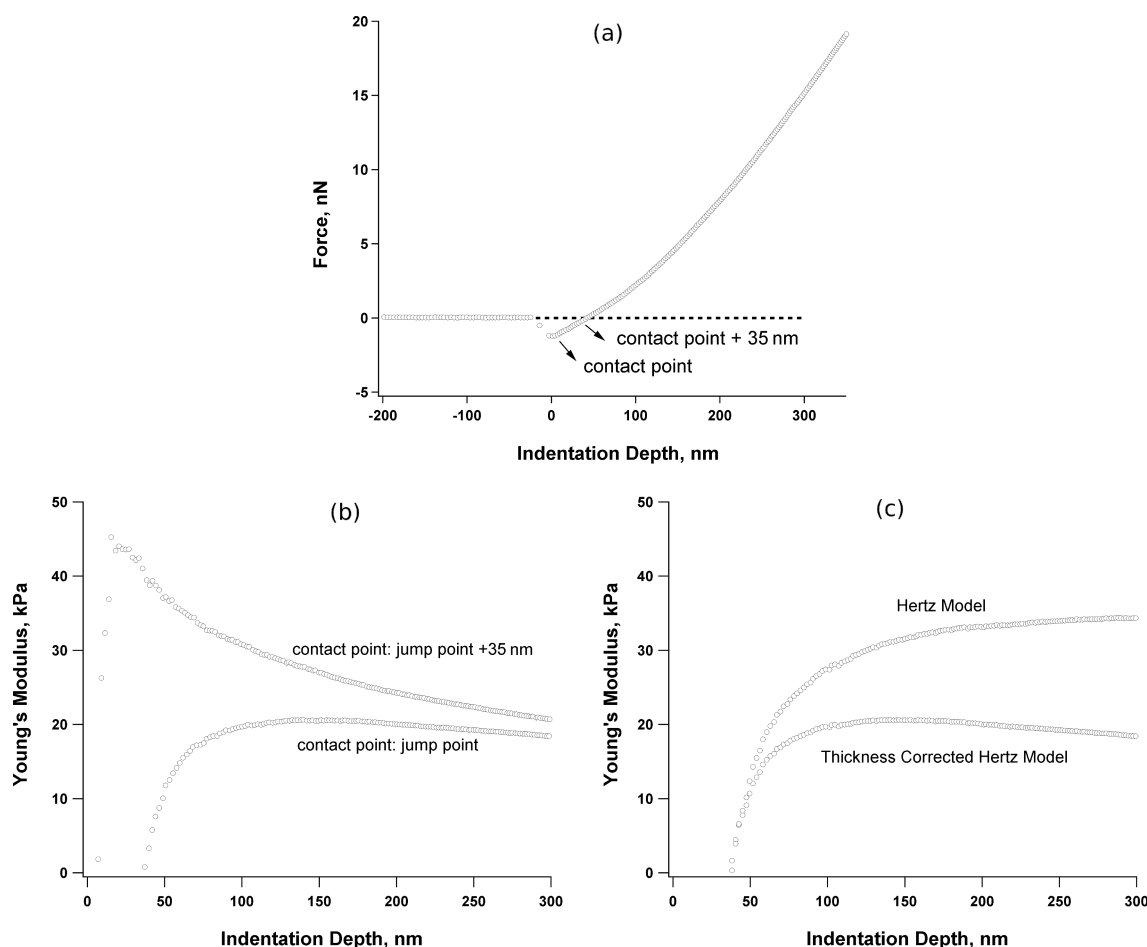 (a)
20
15
10
5
0
-5
Force, nN
contact point + 35 nm
contact point
-200 -100 0 100 200 300
Indentation Depth, nm
(b)
50
40
30
20
10
0
Young's Modulus, kPa
contact point: jump point +35 nm
contact point: jump point
0 50 100 150 200 250 300
Indentation Depth, nm
(c)
50
40
30
20
10
0
Young's Modulus, kPa
Hertz Model
Thickness Corrected Hertz Model
0 50 100 150 200 250 300
Indentation Depth, nm